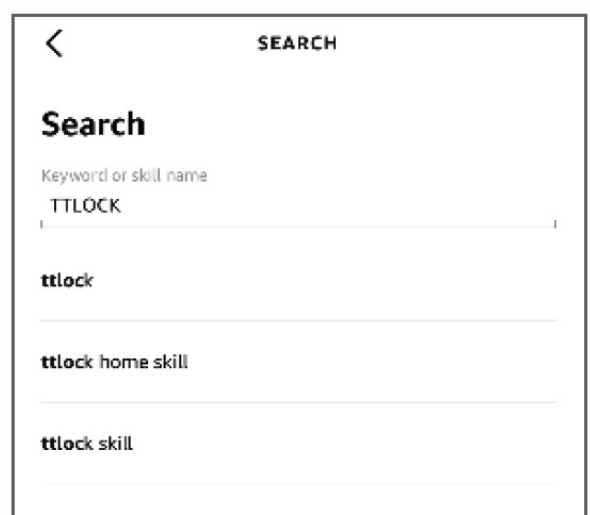 SEARCH
Search
Keyword or skill name
TTLOCK
ttlock
ttlock home skill
ttlock skill